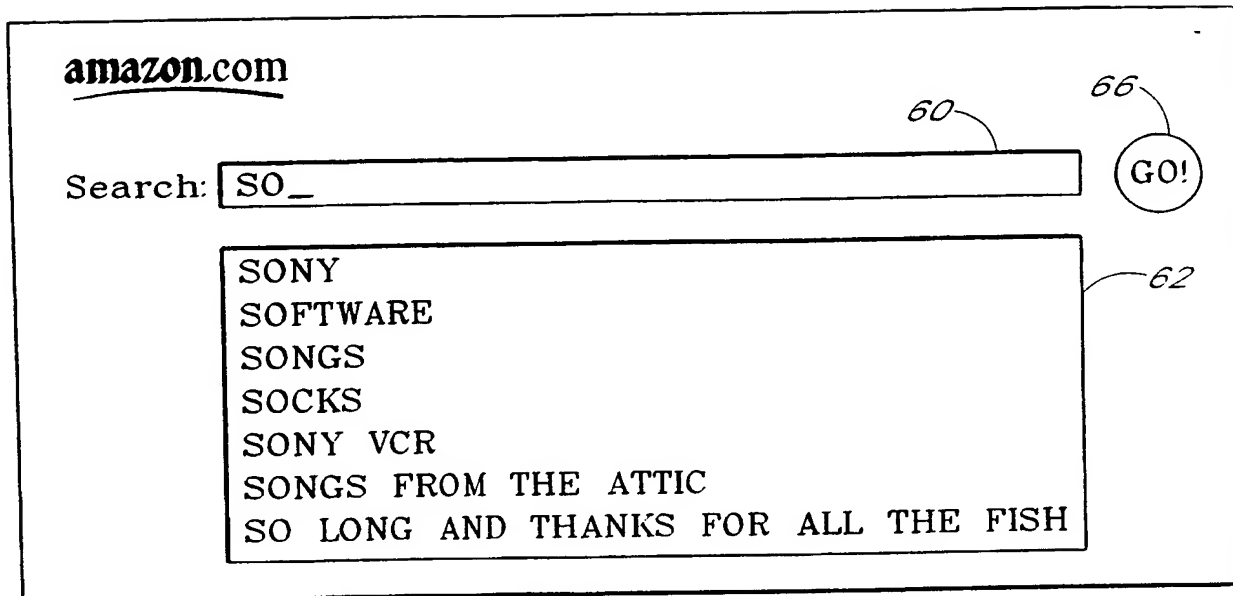 amazon.com
66
60
Search: SO_ GO!
62
SONY
SOFTWARE
SONGS
SOCKS
SONY VCR
SONGS FROM THE ATTIC
SO LONG AND THANKS FOR ALL THE FISH